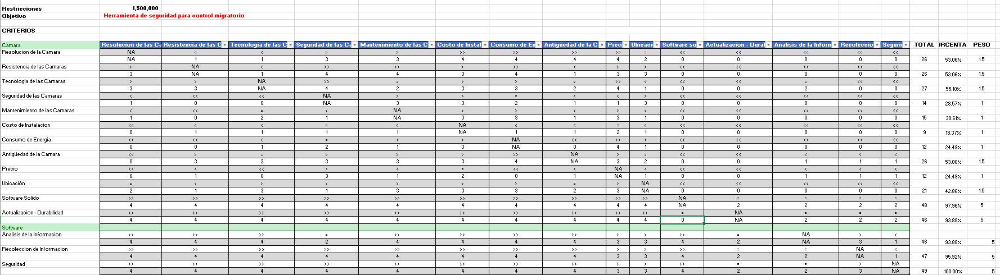 Restricciones 1,500,000
Objetivo Herramienta de seguridad para control migratorio
CRITERIOS
Camara Resolucion de las Ca Resistencia de las C Tecnologia de las C Seguridad de las Ca Mantenimiento de las C Costo de Instal Consumo de En Antigüedad de la C Preci Ubicaci Software so Actualizacion - Dural Analisis de la Inform Recoleccio Seguri TOTAL RCENTA PESO
Resolucion de la Camara NA < < > > >> >> >> >> = << << << << <<
NA 1 1 3 3 4 4 4 4 2 0 0 0 0 0 26 53.06% 1.5
Resistencia de las Camaras > NA < >> >> > >> < > > << << << << <<
3 NA 1 4 4 3 4 1 3 3 0 0 0 0 0 26 53.06% 1.5
Tecnologia de las Camaras > > NA >> = > > = >> < << << = << <<
3 3 NA 4 2 3 3 2 4 1 0 0 2 0 0 27 55.10% 1.5
Seguridad de las Camaras < << << NA > > = < < > << << << << <<
1 0 0 NA 3 3 2 1 1 3 0 0 0 0 0 14 28.57% 1
Mantenimiento de las Camaras < << = < NA > > < > < << << << << <<
1 0 2 1 NA 3 3 1 3 1 0 0 0 0 0 15 30.61% 1
Costo de Instalacion << < < < < NA < < = < << << << << <<
0 1 1 1 1 NA 1 1 2 1 0 0 0 0 0 9 18.37% 1
Consumo de Energia << << < = < > NA << >> < << << << << <<
0 0 1 2 1 3 NA 0 4 1 0 0 0 0 0 12 24.49% 1
Antigüedad de la Camara << > = > > > >> NA > = << << < < <
0 3 2 3 3 3 4 NA 3 2 0 0 1 1 1 26 53.06% 1.5
Precio << < << > < = << < NA < << << < < <
0 1 0 3 1 2 0 1 NA 1 0 0 1 1 1 12 24.49% 1
Ubicación = < > < > > > = > NA << << << << <<
2 1 3 1 3 3 3 2 3 NA 0 0 0 0 0 21 42.86% 1.5
Software Solido >> >> >> >> >> >> >> >> >> >> NA = = = =
4 4 4 4 4 4 4 4 4 4 NA 2 2 2 2 48 97.96% 5
Actualizacion - Durabilidad >> >> >> >> >> >> >> >> >> >> = NA = = =
4 4 4 4 4 4 4 4 4 4 0 NA 2 2 2 46 93.88% 5
Software
Analisis de la Informacion >> >> >> = >> >> >> >> > > >> = NA > <
4 4 4 2 4 4 4 4 3 3 4 2 NA 3 1 46 93.88% 5
Recoleccion de Informacion >> >> >> >> >> >> >> >> > > >> = = NA <
4 4 4 4 4 4 4 4 3 3 4 2 2 NA 1 47 95.92% 5
Seguridad >> >> >> >> >> >> >> >> > > >> = = > NA
4 4 4 4 4 4 4 4 3 3 4 2 2 3 NA 49 100.00% 5